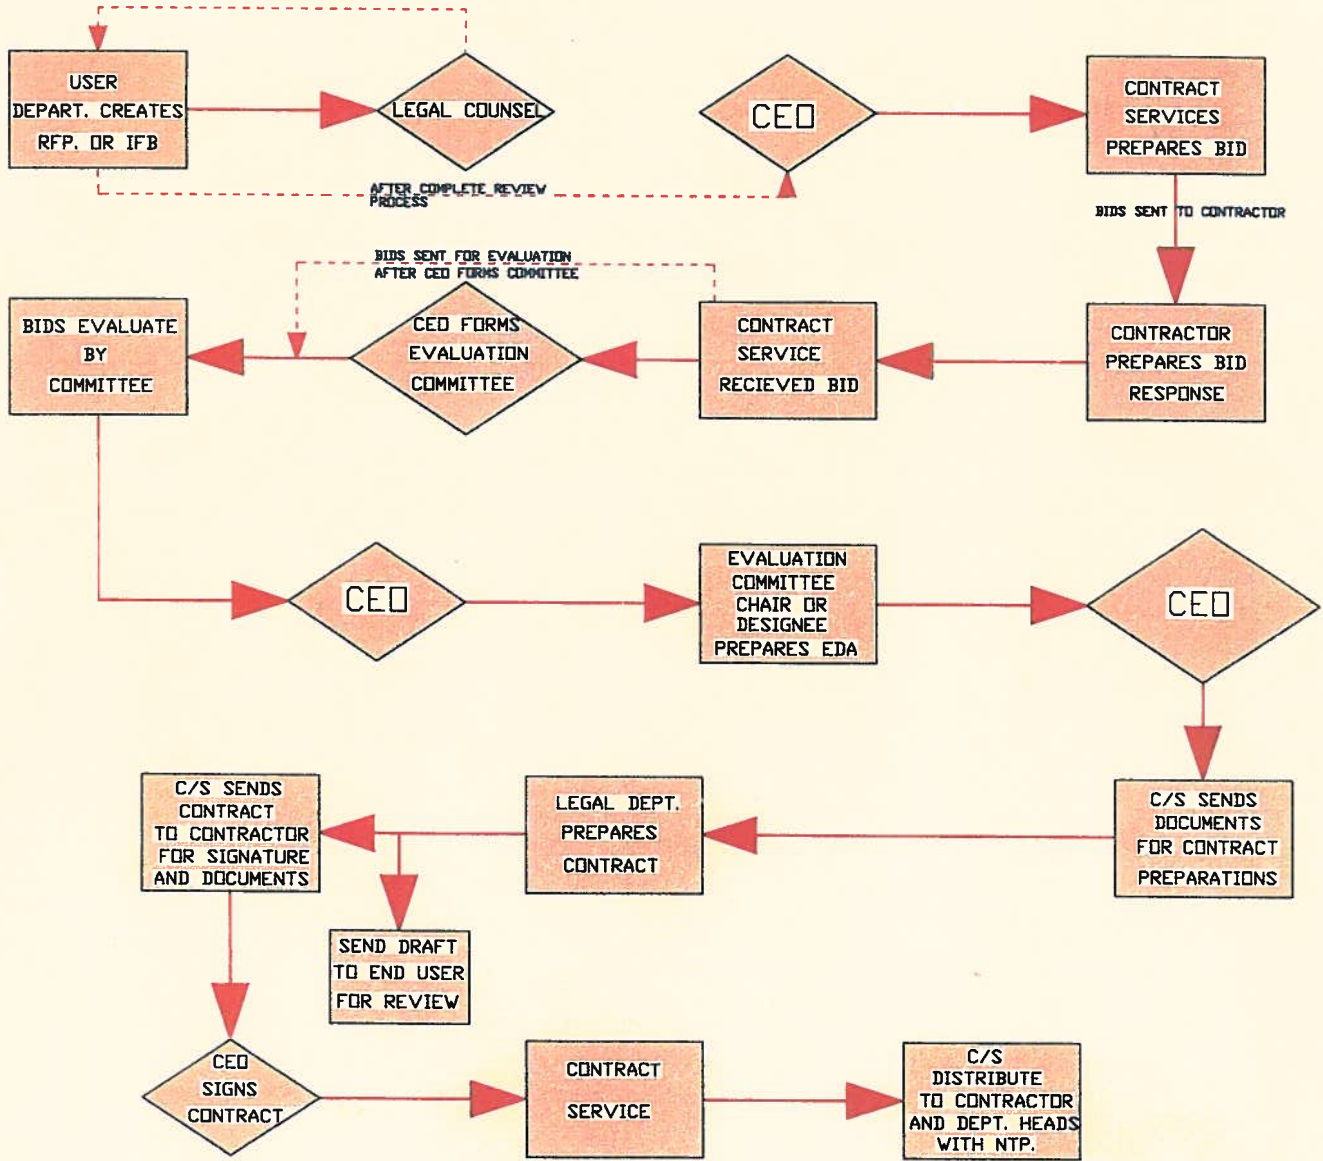 USER
DEPART. CREATES
RFP. OR IFB
LEGAL COUNSEL
CEO
CONTRACT
SERVICES
PREPARES BID
AFTER COMPLETE REVIEW
PROCESS
BIDS SENT TO CONTRACTOR
BIDS SENT FOR EVALUATION
AFTER CEO FORMS COMMITTEE
BIDS EVALUATE
BY
COMMITTEE
CEO FORMS
EVALUATION
COMMITTEE
CONTRACT
SERVICE
RECIEVED BID
CONTRACTOR
PREPARES BID
RESPONSE
CEO
EVALUATION
COMMITTEE
CHAIR OR
DESIGNEE
PREPARES EDA
CEO
C/S SENDS
CONTRACT
TO CONTRACTOR
FOR SIGNATURE
AND DOCUMENTS
LEGAL DEPT.
PREPARES
CONTRACT
C/S SENDS
DOCUMENTS
FOR CONTRACT
PREPARATIONS
SEND DRAFT
TO END USER
FOR REVIEW
CEO
SIGNS
CONTRACT
CONTRACT
SERVICE
C/S
DISTRIBUTE
TO CONTRACTOR
AND DEPT. HEADS
WITH NTP.